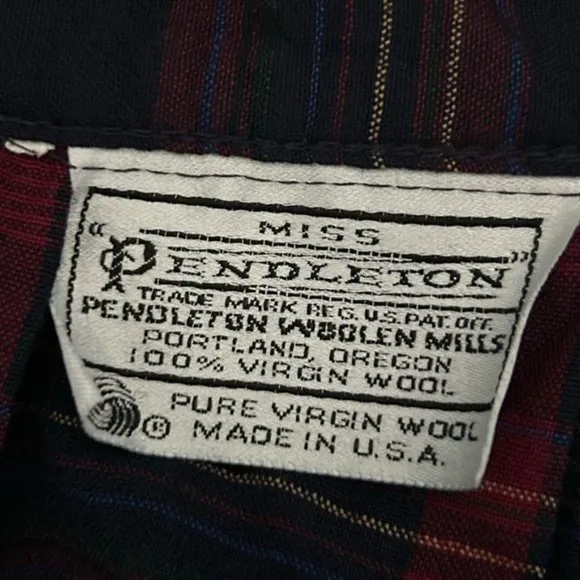 MISS
"PENDLETON"
TRADE MARK REG. U.S. PAT. OFF.
PENDLETON WOOLEN MILLS
PORTLAND, OREGON
100% VIRGIN WOOL
® PURE VIRGIN WOOL
MADE IN U.S.A.